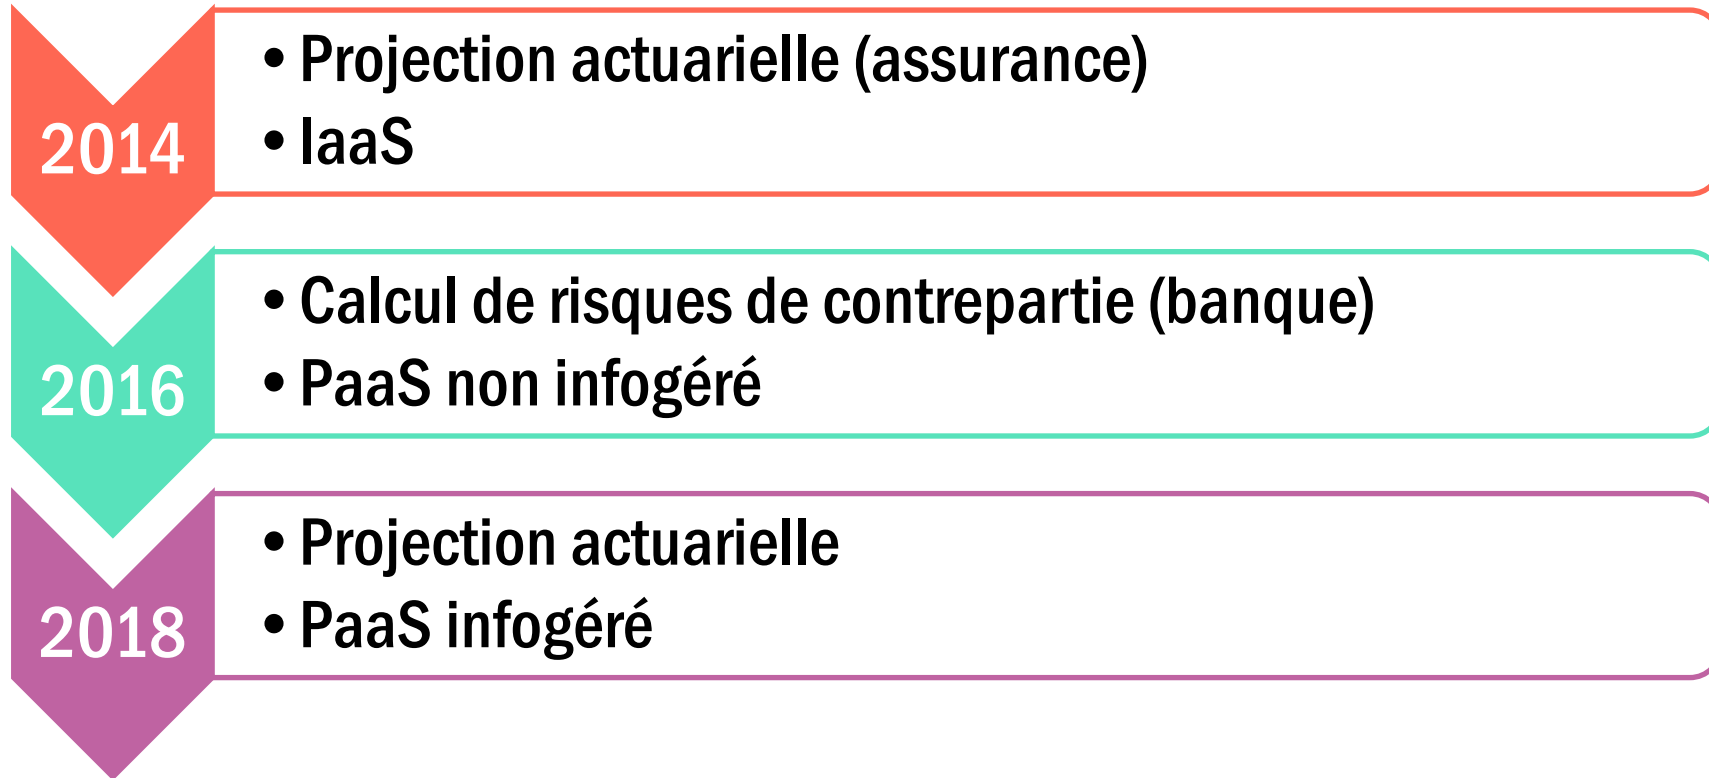 2014
• Projection actuarielle (assurance)
• IaaS
2016
• Calcul de risques de contrepartie (banque)
• PaaS non infogéré
2018
• Projection actuarielle
• PaaS infogéré